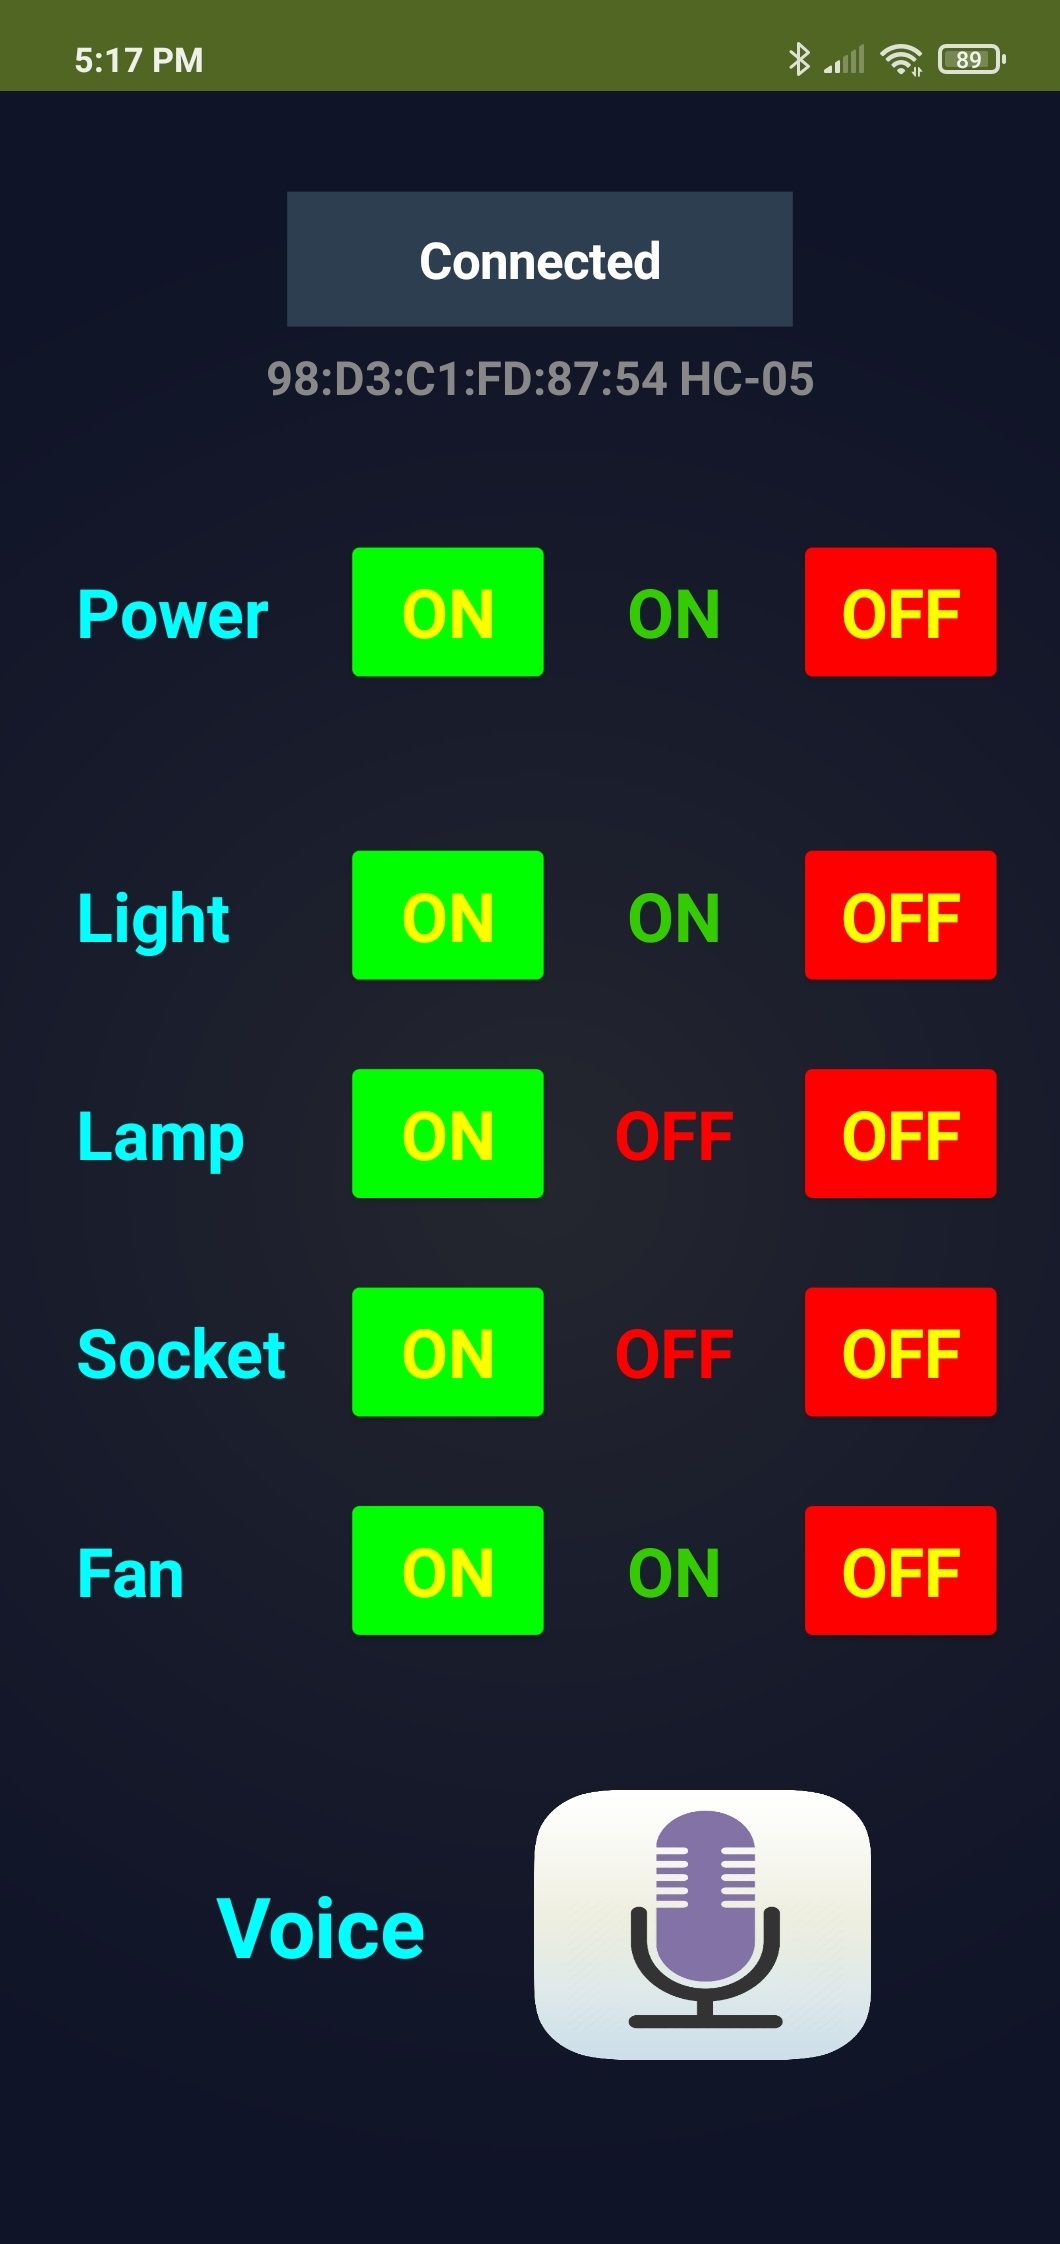 5:17 PM 89
Connected
98:D3:C1:FD:87:54 HC-05
Power ON ON OFF
Light ON ON OFF
Lamp ON OFF OFF
Socket ON OFF OFF
Fan ON ON OFF
Voice